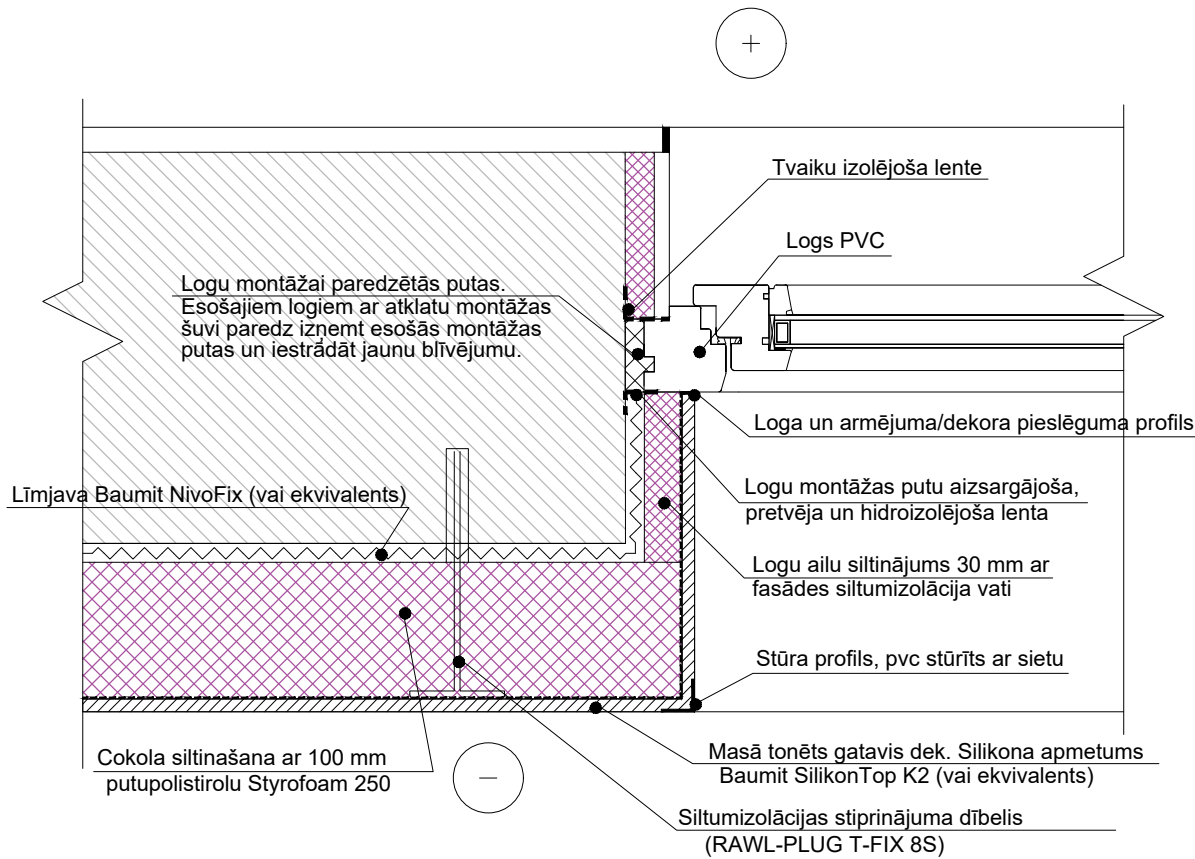 +
Tvaiku izolējoša lente
Logs PVC
Logu montāžai paredzētās putas.
Esošajiem logiem ar atklatu montāžas
šuvi paredz izņemt esošās montāžas
putas un iestrādāt jaunu blīvējumu.
Loga un armējuma/dekora pieslēguma profils
Līmjava Baumit NivoFix (vai ekvivalents)
Logu montāžas putu aizsargājoša,
pretvēja un hidroizolējoša lenta
Logu ailu siltinājums 30 mm ar
fasādes siltumizolācija vati
Stūra profils, pvc stūrīts ar sietu
Cokola siltinašana ar 100 mm
putupolistirolu Styrofoam 250
−
Masā tonēts gatavis dek. Silikona apmetums
Baumit SilikonTop K2 (vai ekvivalents)
Siltumizolācijas stiprinājuma dībelis
(RAWL-PLUG T-FIX 8S)